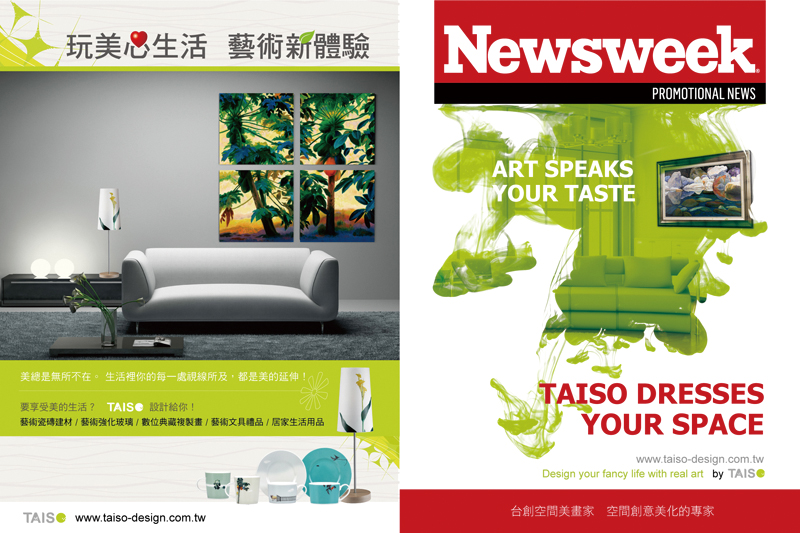 玩美心生活 藝術新體驗
美總是無所不在。生活裡你的每一處視線所及，都是美的延伸！
要享受美的生活？ TAISO 設計給你！
藝術瓷磚建材 / 藝術強化玻璃 / 數位典藏複製畫 / 藝術文具禮品 / 居家生活用品
TAISO www.taiso-design.com.tw
Newsweek
PROMOTIONAL NEWS
ART SPEAKS
YOUR TASTE
TAISO DRESSES
YOUR SPACE
www.taiso-design.com.tw
Design your fancy life with real art by TAISO
台創空間美畫家 空間創意美化的專家